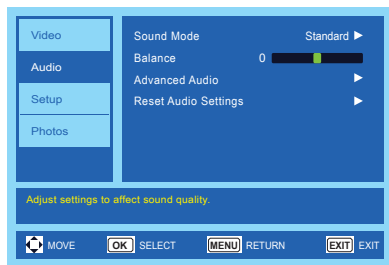 Video
Audio
Setup
Photos
Sound Mode Standard
Balance 0
Advanced Audio
Reset Audio Settings
Adjust settings to affect sound quality.
MOVE OK SELECT MENU RETURN EXIT EXIT